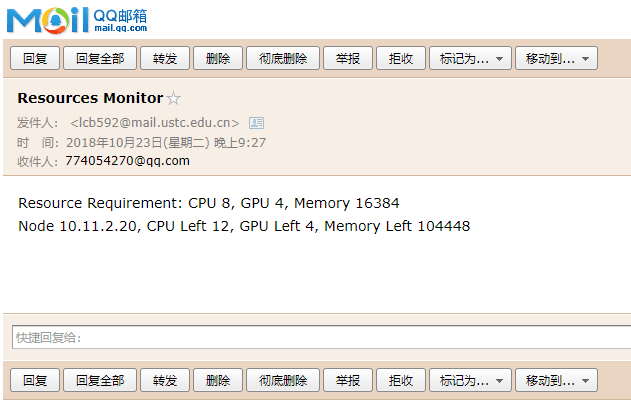 Mail QQ邮箱
mail.qq.com
回复 回复全部 转发 删除 彻底删除 举报 拒收 标记为... 移动到...
Resources Monitor
发件人： <lcb592@mail.ustc.edu.cn>
时 间：2018年10月23日(星期二) 晚上9:27
收件人：774054270@qq.com
Resource Requirement: CPU 8, GPU 4, Memory 16384
Node 10.11.2.20, CPU Left 12, GPU Left 4, Memory Left 104448
快捷回复给：
回复 回复全部 转发 删除 彻底删除 举报 拒收 标记为... 移动到...